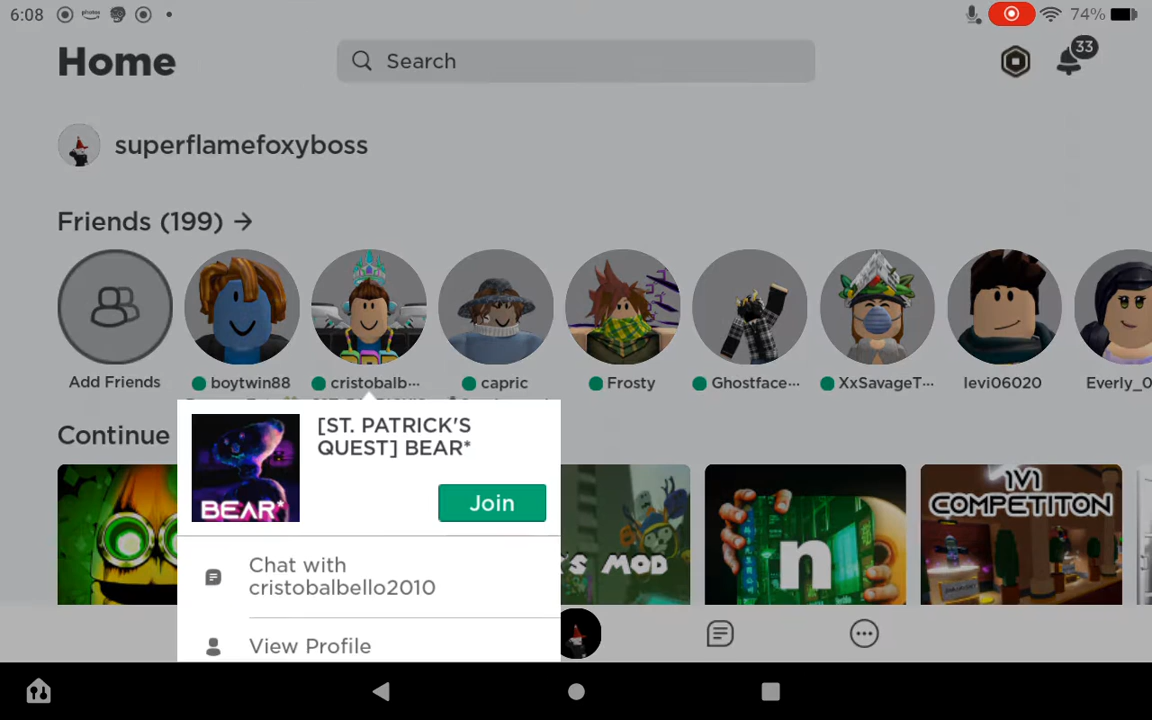 6:08
74%
Home
Search
33
superflamefoxyboss
Friends (199) →
Add Friends
boytwin88
cristobalb...
capric
Frosty
Ghostface...
XxSavageT...
levi06020
Everly_0
Continue
[ST. PATRICK'S
QUEST] BEAR*
BEAR*
Join
Chat with
cristobalbello2010
View Profile
'S MOD
n
1V1
COMPETITON